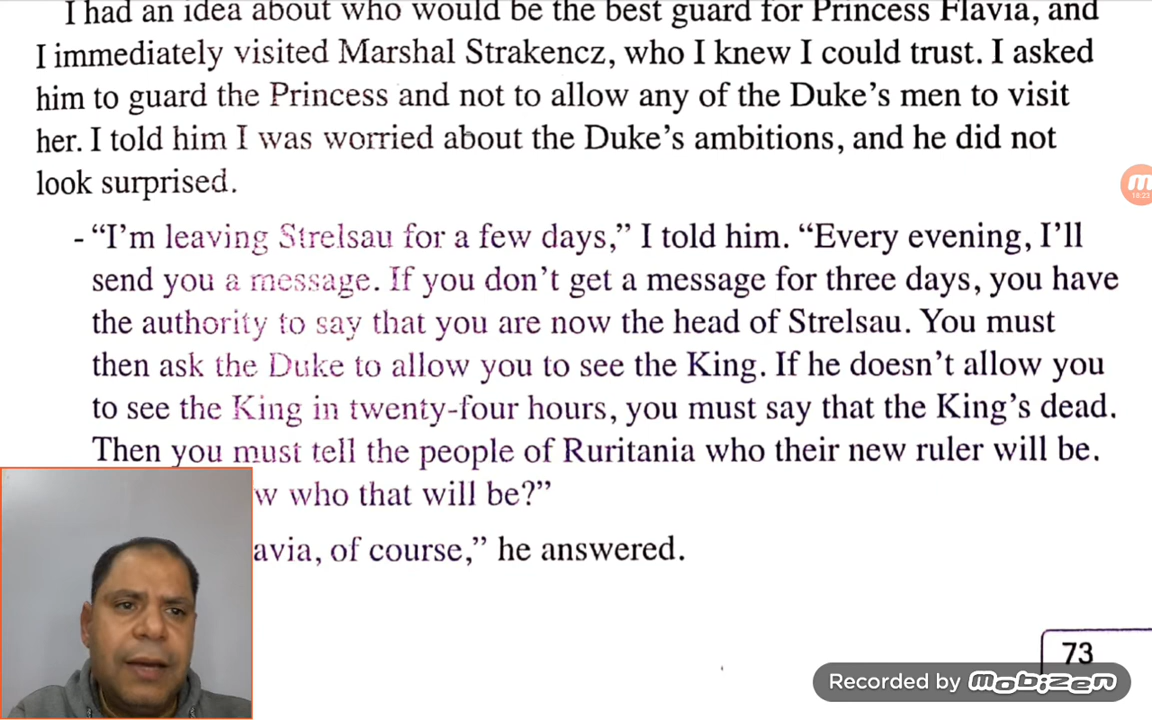 I had an idea about who would be the best guard for Princess Flavia, and
I immediately visited Marshal Strakencz, who I knew I could trust. I asked
him to guard the Princess and not to allow any of the Duke's men to visit
her. I told him I was worried about the Duke's ambitions, and he did not
look surprised.
- “I'm leaving Strelsau for a few days,” I told him. “Every evening, I'll
send you a message. If you don't get a message for three days, you have
the authority to say that you are now the head of Strelsau. You must
then ask the Duke to allow you to see the King. If he doesn't allow you
to see the King in twenty-four hours, you must say that the King's dead.
Then you must tell the people of Ruritania who their new ruler will be.
w who that will be?”
avia, of course,” he answered.
73
Recorded by mobizen
18:23